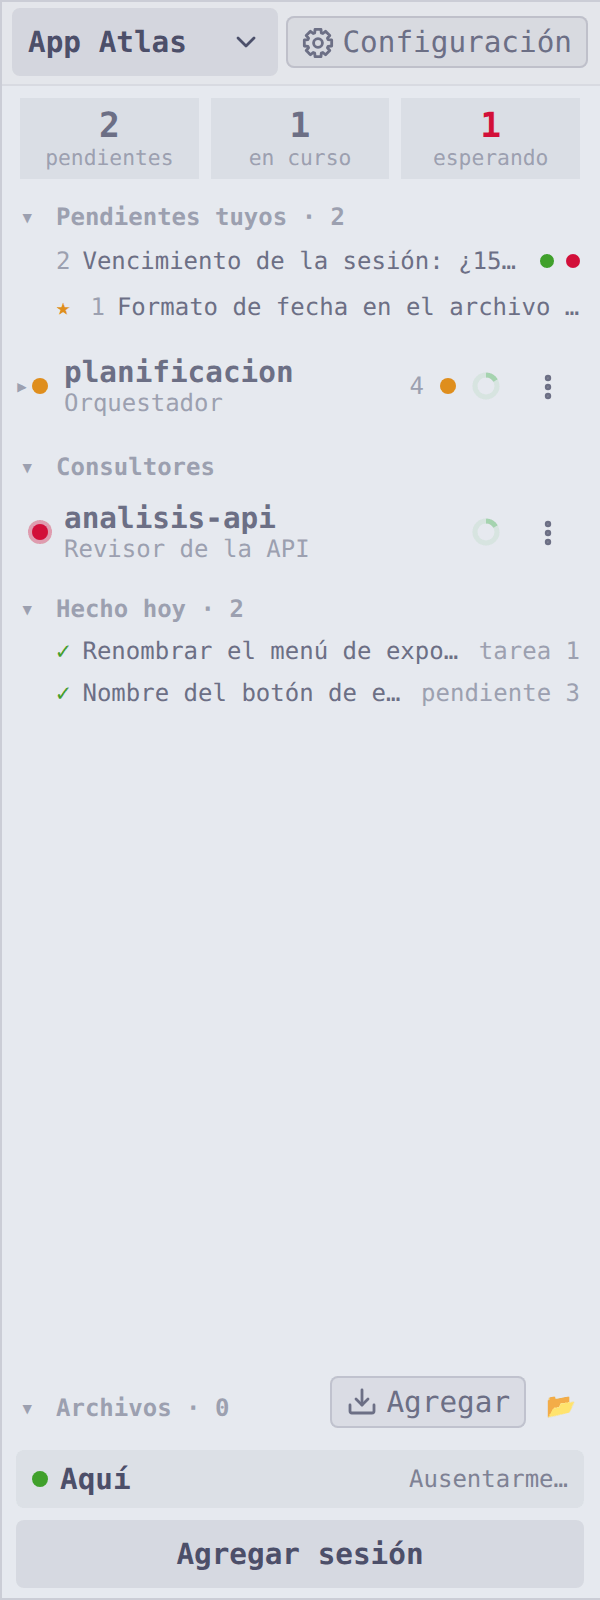 App Atlas
Configuración
2
pendientes
1
en curso
1
esperando
Pendientes tuyos · 2
2 Vencimiento de la sesión: ¿15…
★ 1 Formato de fecha en el archivo …
planificacion
Orquestador
4
Consultores
analisis-api
Revisor de la API
Hecho hoy · 2
✓ Renombrar el menú de expo… tarea 1
✓ Nombre del botón de e… pendiente 3
Archivos · 0
Agregar
Aquí
Ausentarme…
Agregar sesión